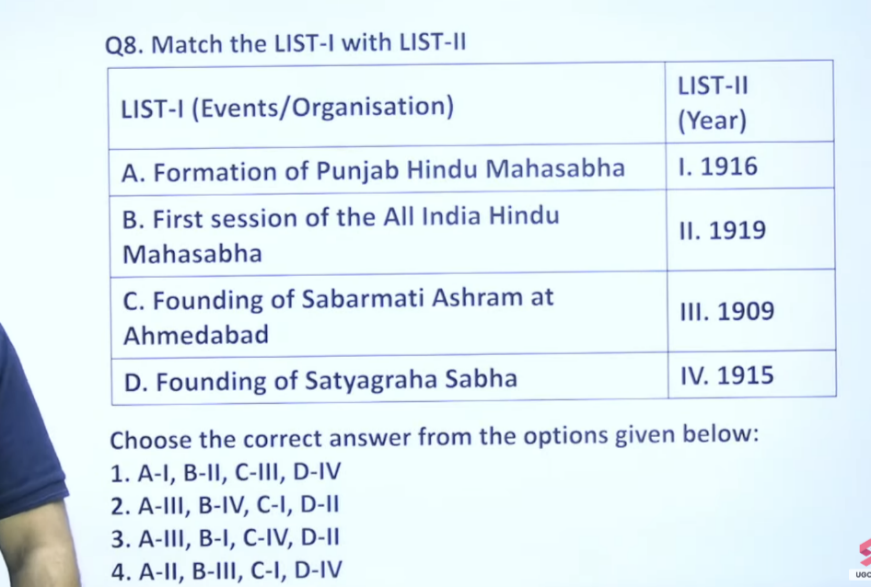 Q8. Match the LIST-I with LIST-II
LIST-I (Events/Organisation)
LIST-II
(Year)
A. Formation of Punjab Hindu Mahasabha
I. 1916
B. First session of the All India Hindu
Mahasabha
II. 1919
C. Founding of Sabarmati Ashram at
Ahmedabad
III. 1909
D. Founding of Satyagraha Sabha
IV. 1915
Choose the correct answer from the options given below:
1. A-I, B-II, C-III, D-IV
2. A-III, B-IV, C-I, D-II
3. A-III, B-I, C-IV, D-II
4. A-II, B-III, C-I, D-IV